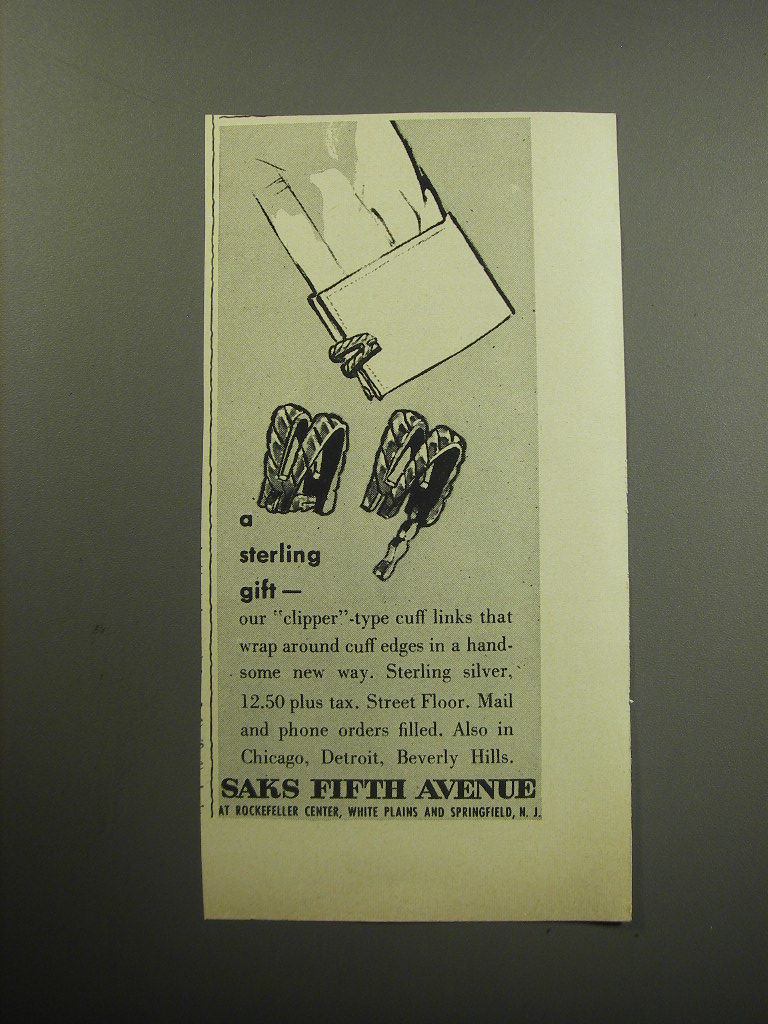 a
sterling
gift —
our "clipper"-type cuff links that
wrap around cuff edges in a hand-
some new way. Sterling silver,
12.50 plus tax. Street Floor. Mail
and phone orders filled. Also in
Chicago, Detroit, Beverly Hills.
SAKS FIFTH AVENUE
AT ROCKEFELLER CENTER, WHITE PLAINS AND SPRINGFIELD, N. J.